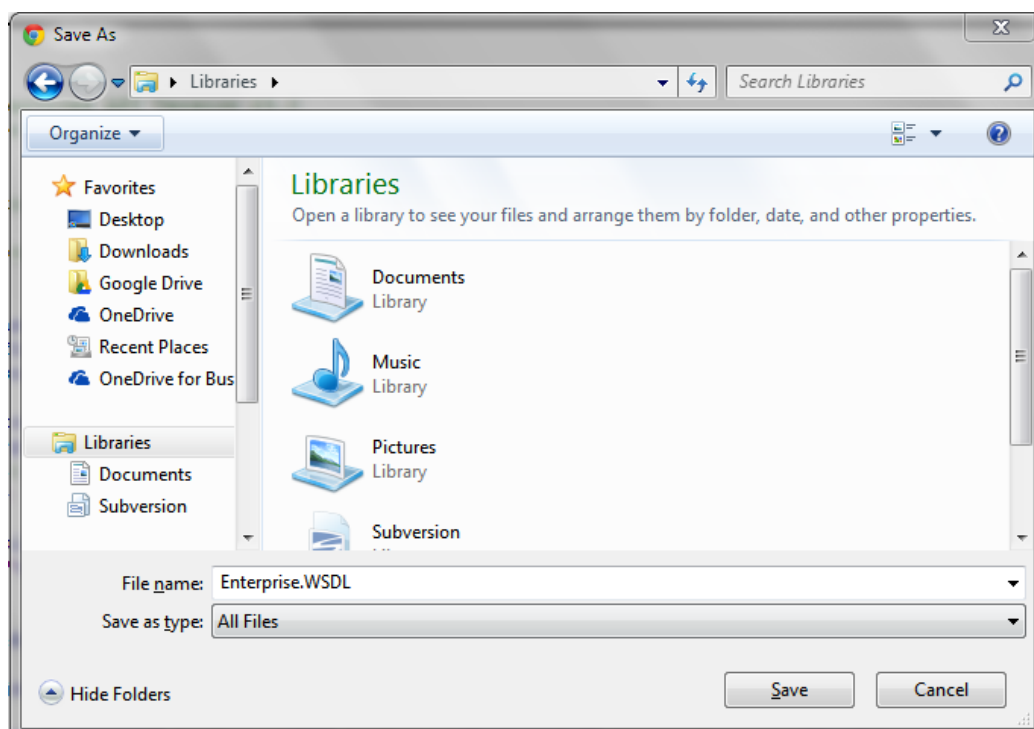 Save As
Libraries
Search Libraries
Organize
Favorites
Desktop
Downloads
Google Drive
OneDrive
Recent Places
OneDrive for Bus
Libraries
Documents
Subversion
Libraries
Open a library to see your files and arrange them by folder, date, and other properties.
Documents
Library
Music
Library
Pictures
Library
Subversion
File name: Enterprise.WSDL
Save as type: All Files
Hide Folders
Save
Cancel